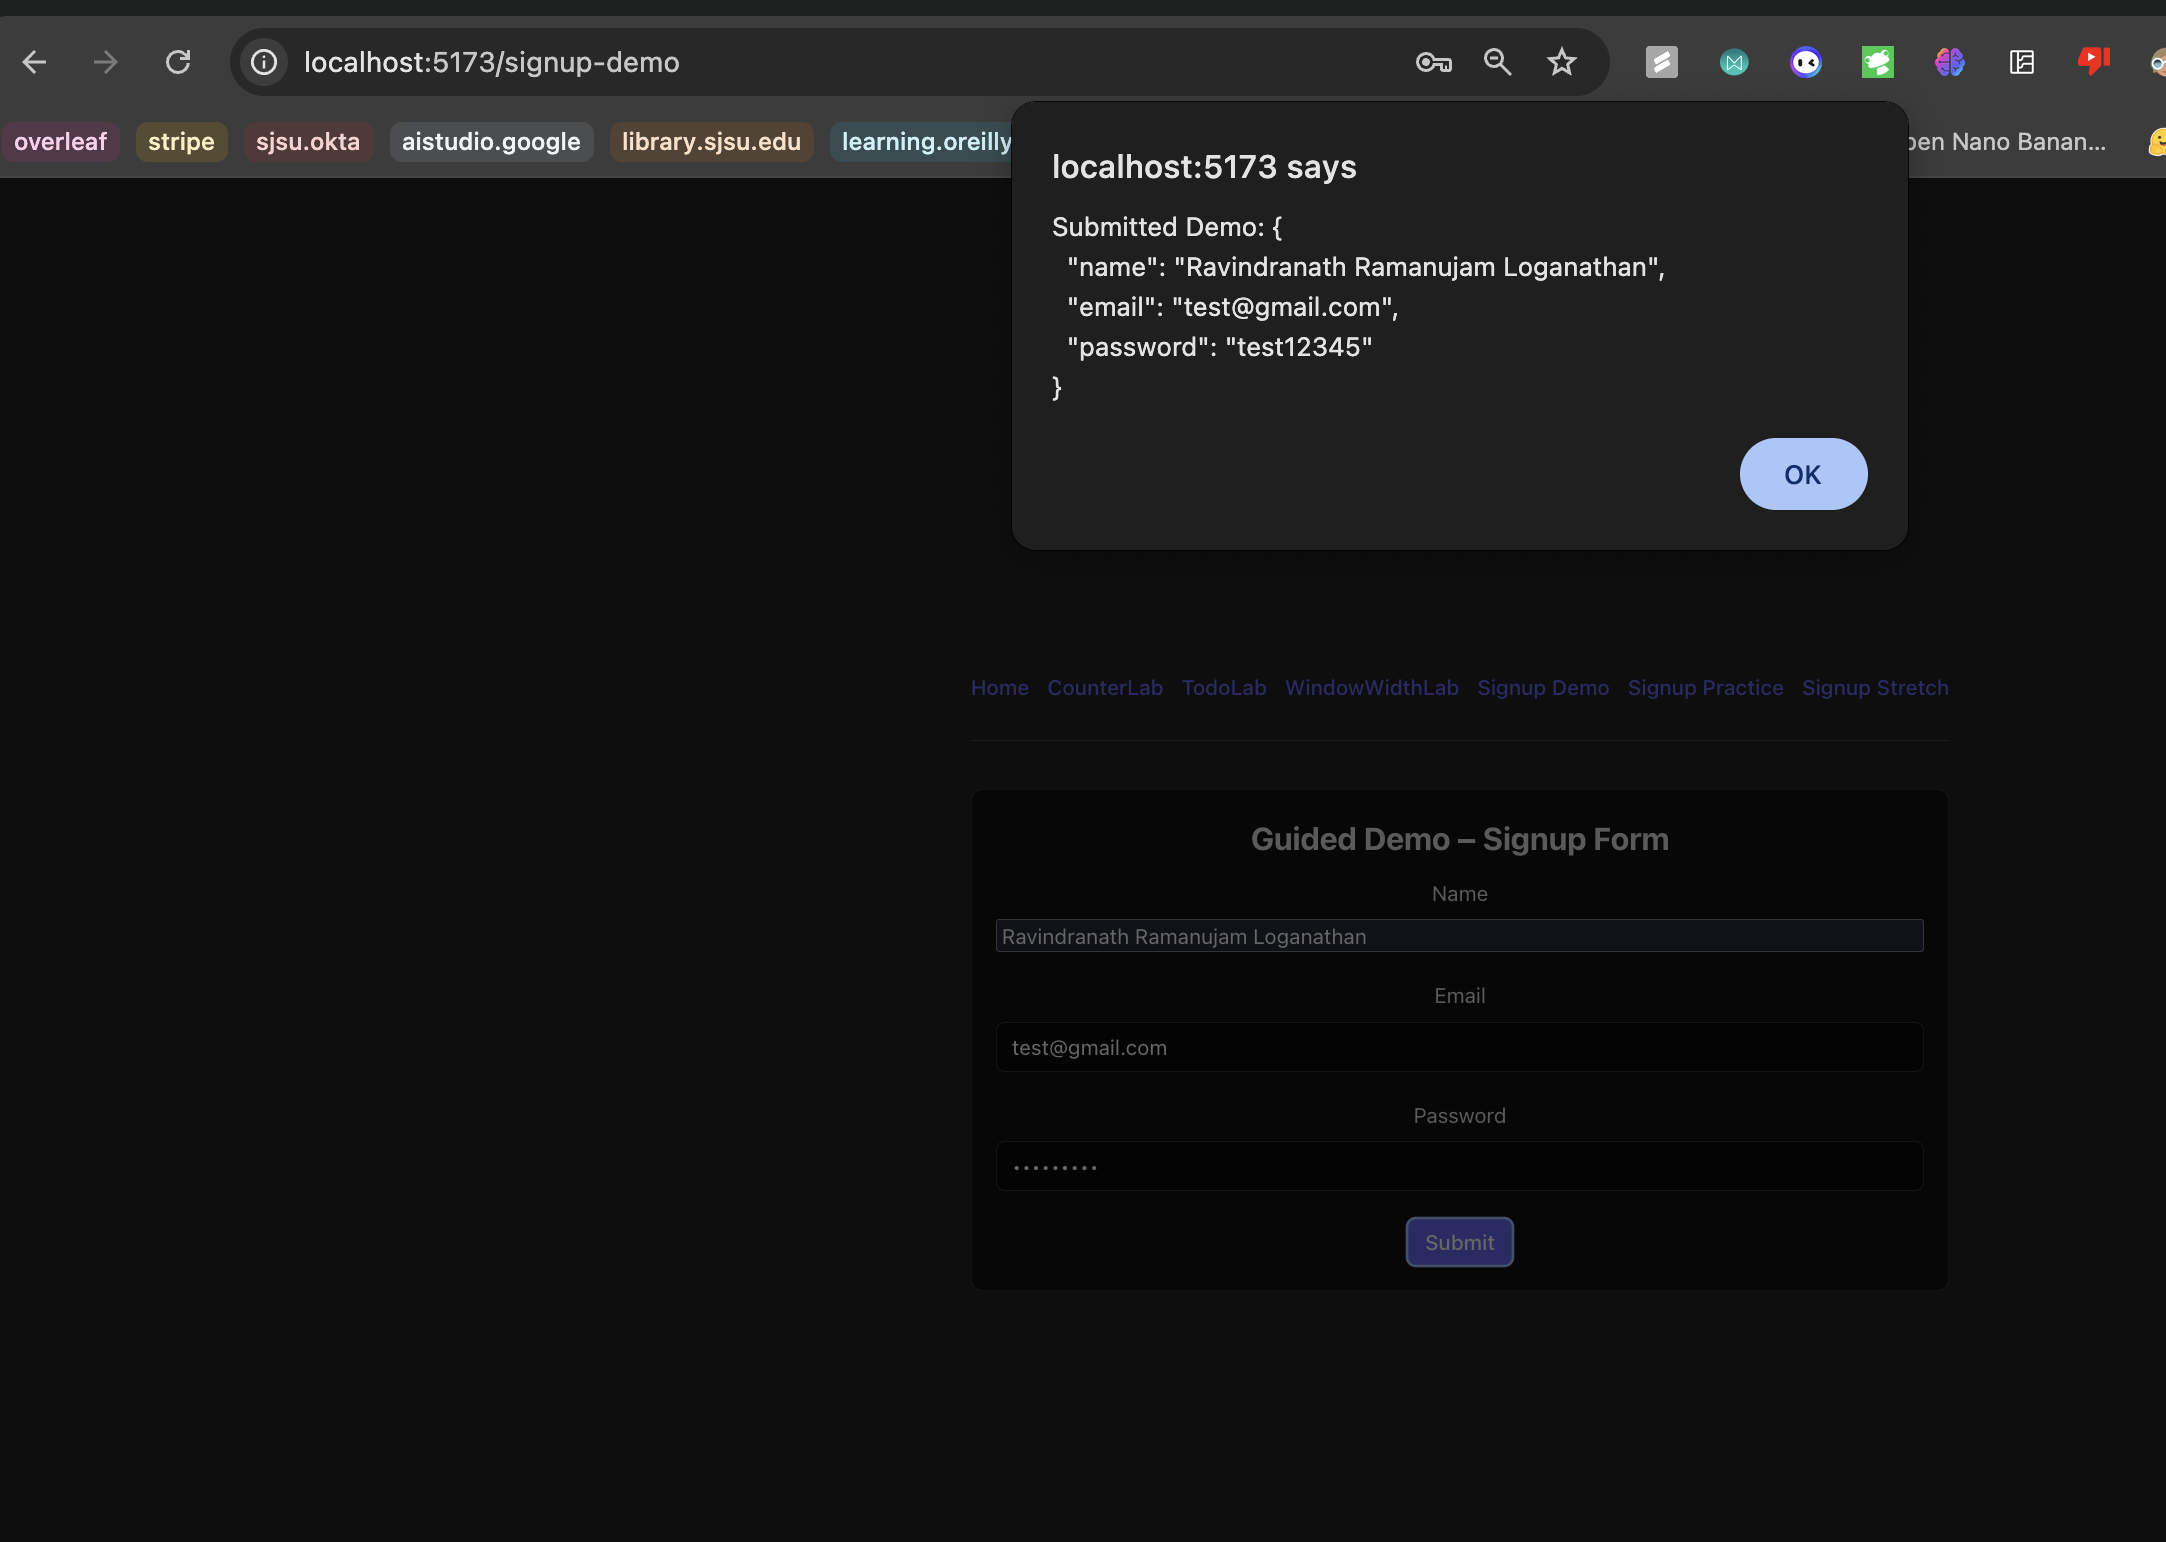 localhost:5173/signup-demo
overleaf stripe sjsu.okta aistudio.google library.sjsu.edu learning.oreilly Nano Banan...
localhost:5173 says
Submitted Demo: {
"name": "Ravindranath Ramanujam Loganathan",
"email": "test@gmail.com",
"password": "test12345"
}
OK
Home CounterLab TodoLab WindowWidthLab Signup Demo Signup Practice Signup Stretch
Guided Demo – Signup Form
Name
Ravindranath Ramanujam Loganathan
Email
test@gmail.com
Password
•••••••••
Submit